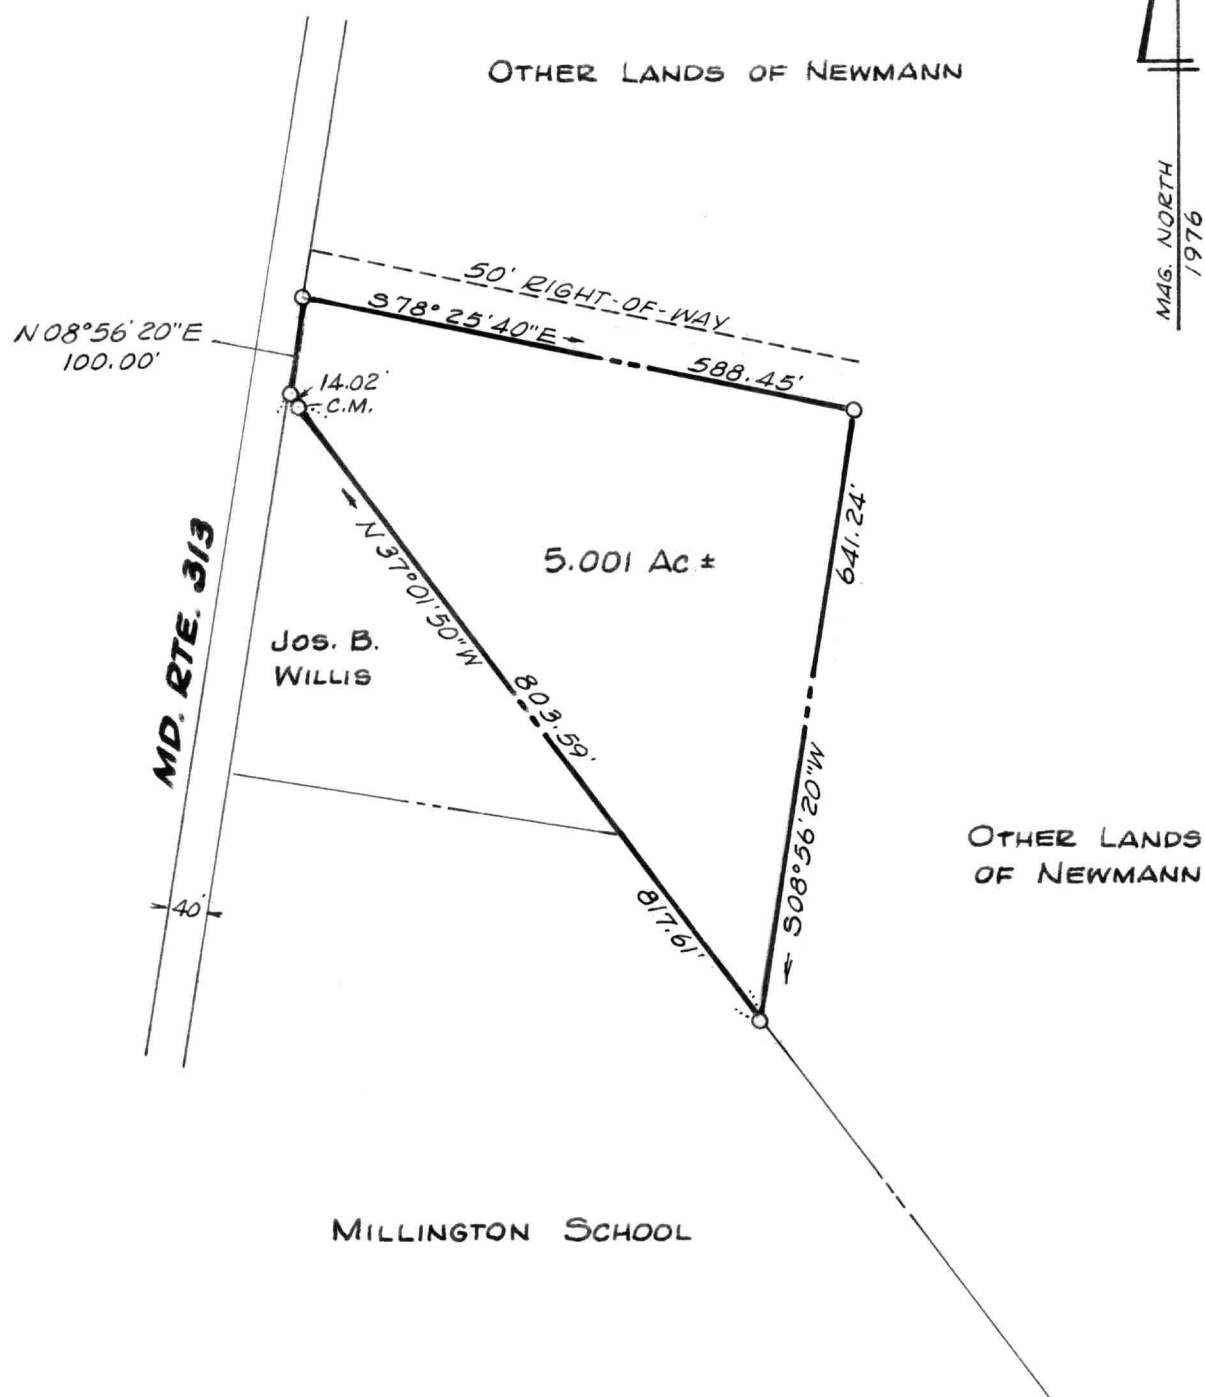 OTHER LANDS OF NEWMANN
MAG. NORTH
1976
50' RIGHT-OF-WAY
S78°25'40"E
588.45'
N08°56'20"E
100.00'
14.02'
C.M.
641.24'
5.001 AC ±
N37°01'50"W
MD. RTE. 313
JOS. B.
WILLIS
803.59'
S08°56'20"W
OTHER LANDS
OF NEWMANN
817.61'
40'
MILLINGTON SCHOOL